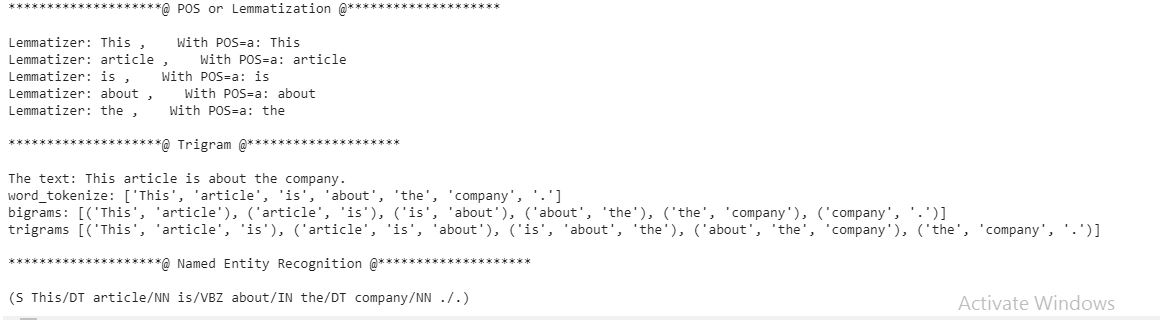 ********************@ POS or Lemmatization @********************
Lemmatizer: This ,    With POS=a: This
Lemmatizer: article ,    With POS=a: article
Lemmatizer: is ,    With POS=a: is
Lemmatizer: about ,    With POS=a: about
Lemmatizer: the ,    With POS=a: the
********************@ Trigram @********************
The text: This article is about the company.
word_tokenize: ['This', 'article', 'is', 'about', 'the', 'company', '.']
bigrams: [('This', 'article'), ('article', 'is'), ('is', 'about'), ('about', 'the'), ('the', 'company'), ('company', '.')]
trigrams [('This', 'article', 'is'), ('article', 'is', 'about'), ('is', 'about', 'the'), ('about', 'the', 'company'), ('the', 'company', '.')]
********************@ Named Entity Recognition @********************
(S This/DT article/NN is/VBZ about/IN the/DT company/NN ./.)
Activate Windows